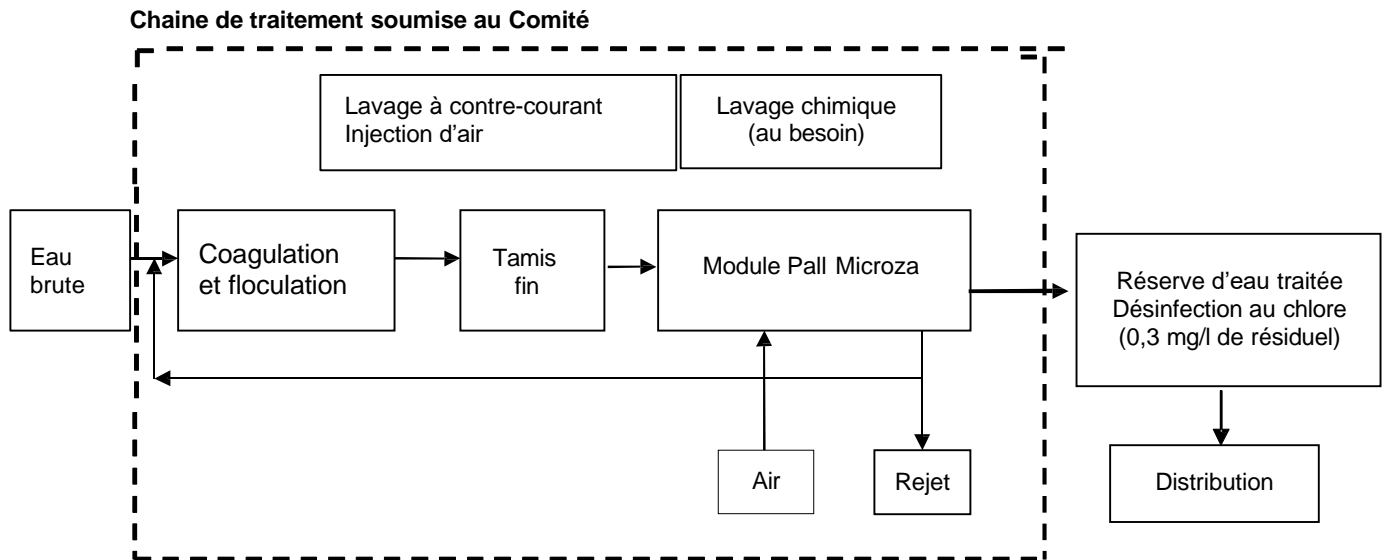 Chaine de traitement soumise au Comité
Lavage à contre-courant
Injection d'air
Lavage chimique
(au besoin)
Eau
brute
Coagulation
et floculation
Tamis
fin
Module Pall Microza
Réserve d'eau traitée
Désinfection au chlore
(0,3 mg/l de résiduel)
Air
Rejet
Distribution